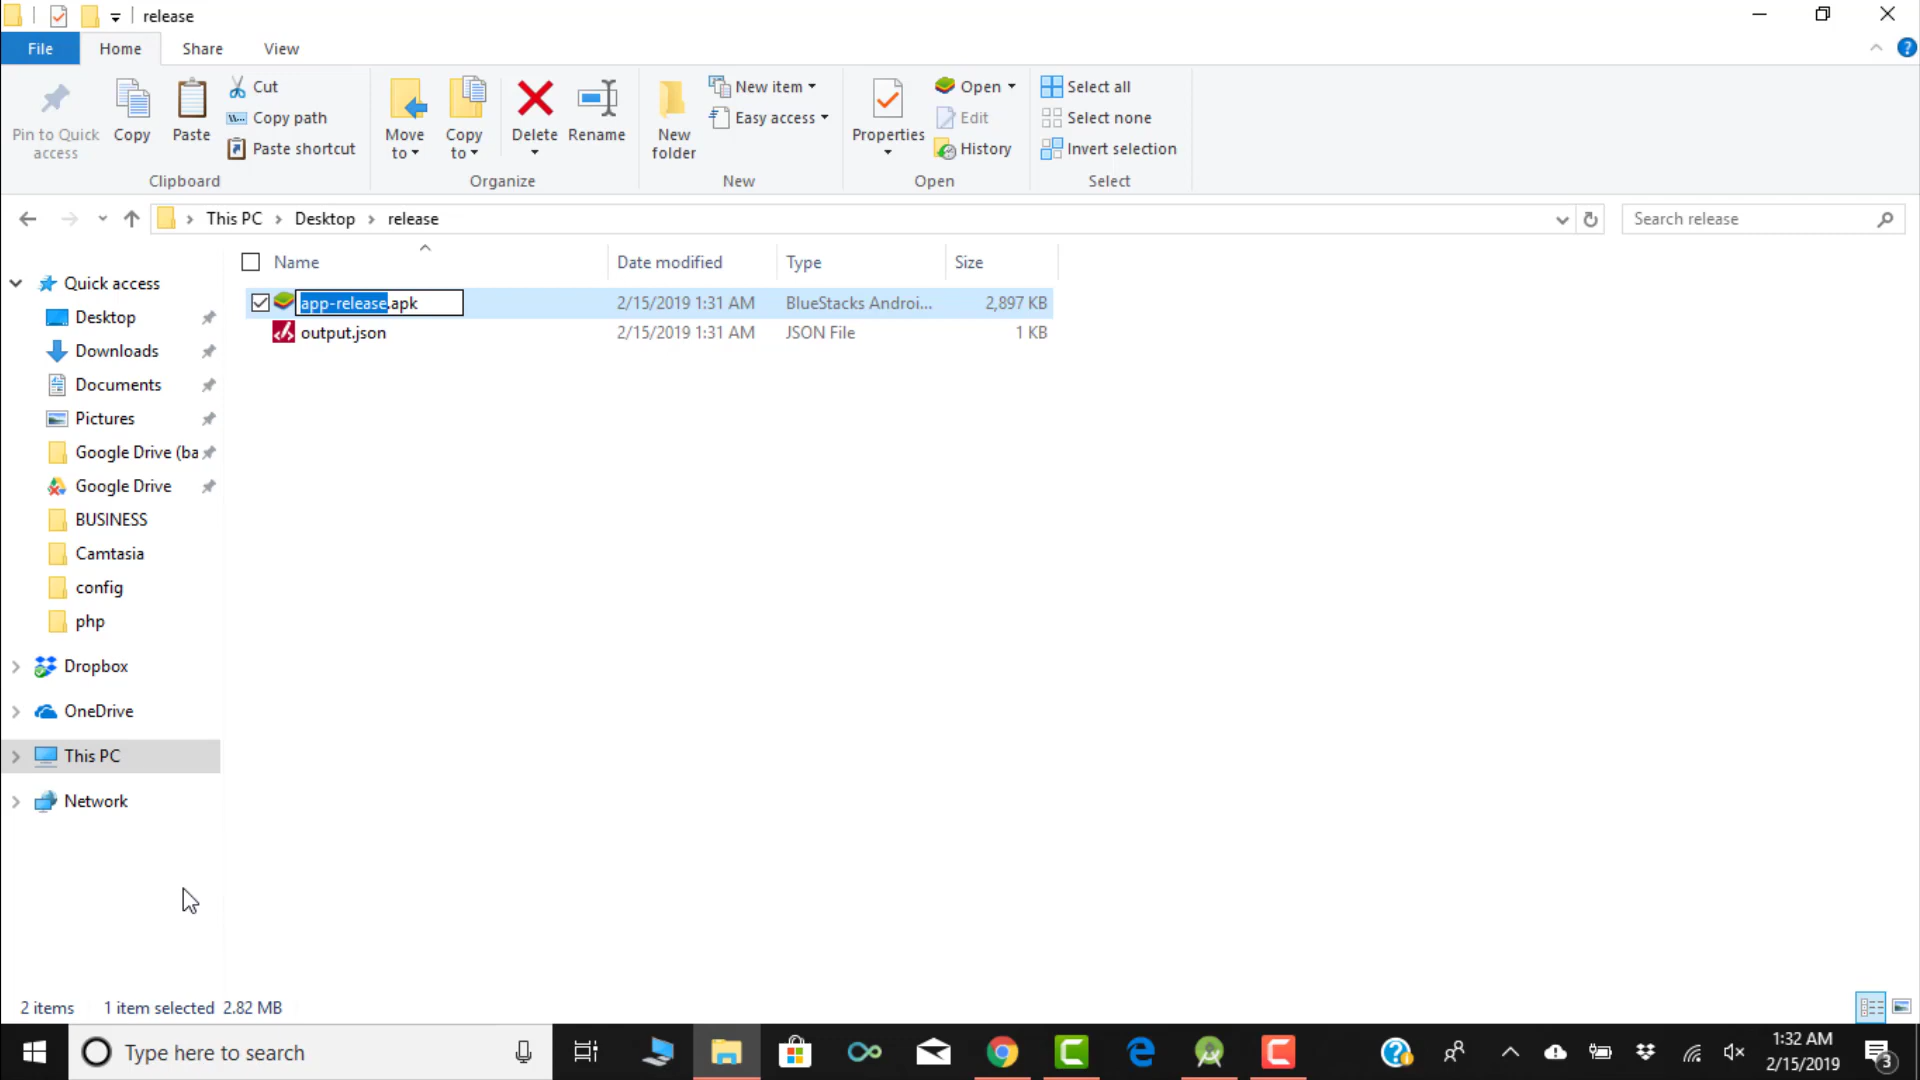 release
File Home Share View
Pin to Quick access
Copy
Paste
Cut
Copy path
Paste shortcut
Clipboard
Move to
Copy to
Delete
Rename
Organize
New folder
New item
Easy access
New
Properties
Open
Edit
History
Open
Select all
Select none
Invert selection
Select
This PC Desktop release
Search release
Name Date modified Type Size
app-release.apk 2/15/2019 1:31 AM BlueStacks Androi... 2,897 KB
output.json 2/15/2019 1:31 AM JSON File 1 KB
Quick access
Desktop
Downloads
Documents
Pictures
Google Drive (ba
Google Drive
BUSINESS
Camtasia
config
php
Dropbox
OneDrive
This PC
Network
2 items 1 item selected 2.82 MB
Type here to search
1:32 AM
2/15/2019
3